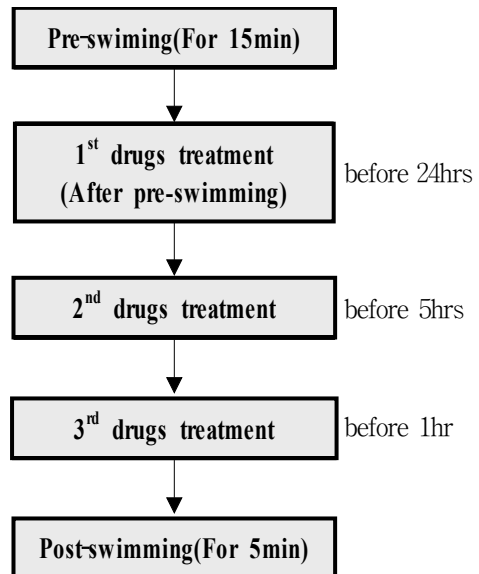 Pre-swiming(For 15min)
1st drugs treatment
(After pre-swimming)
before 24hrs
2nd drugs treatment
before 5hrs
3rd drugs treatment
before 1hr
Post-swimming(For 5min)